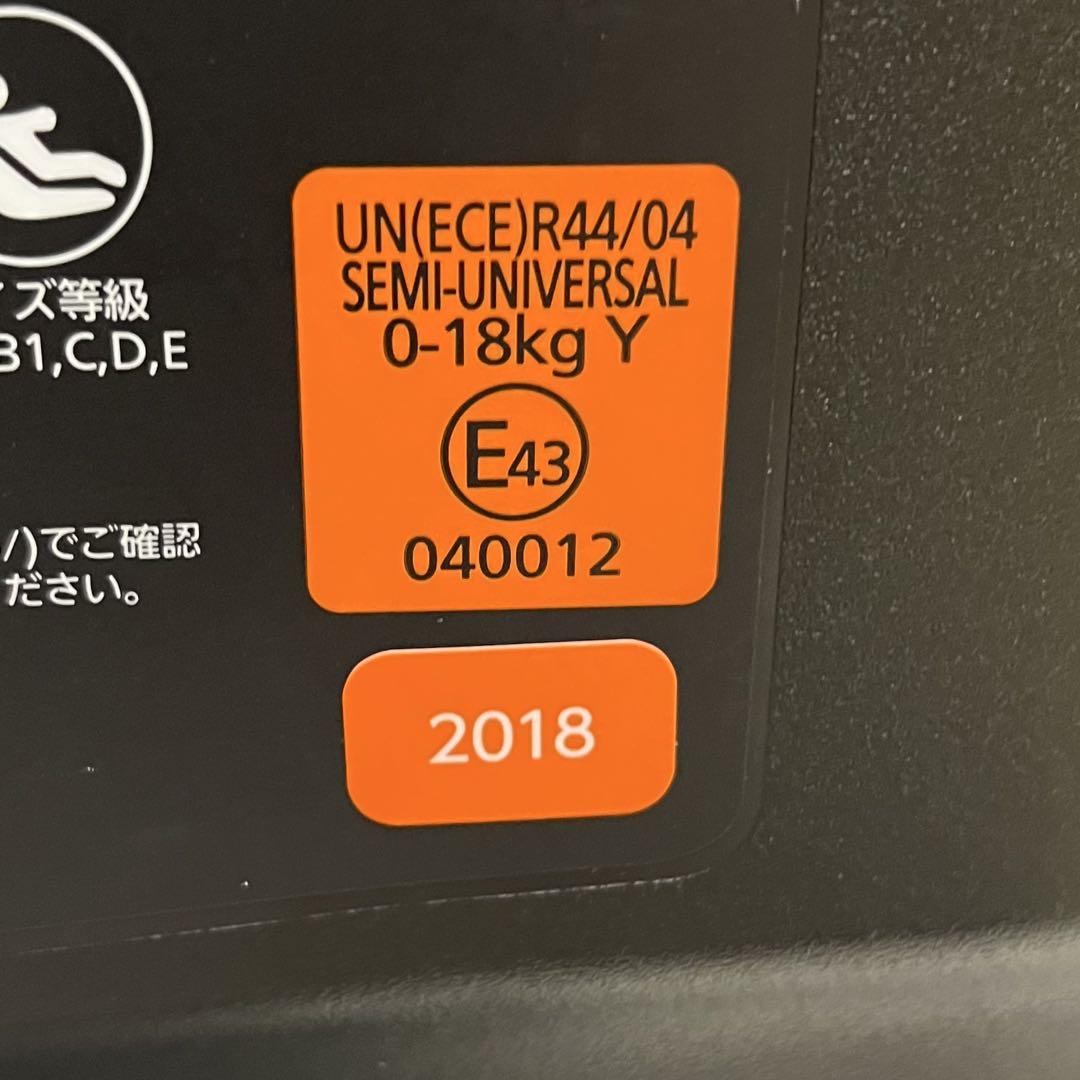 UN(ECE)R44/04
SEMI-UNIVERSAL
0-18kg Y
E43
040012
2018
ズ等級
B1,C,D,E
)でご確認
ださい。